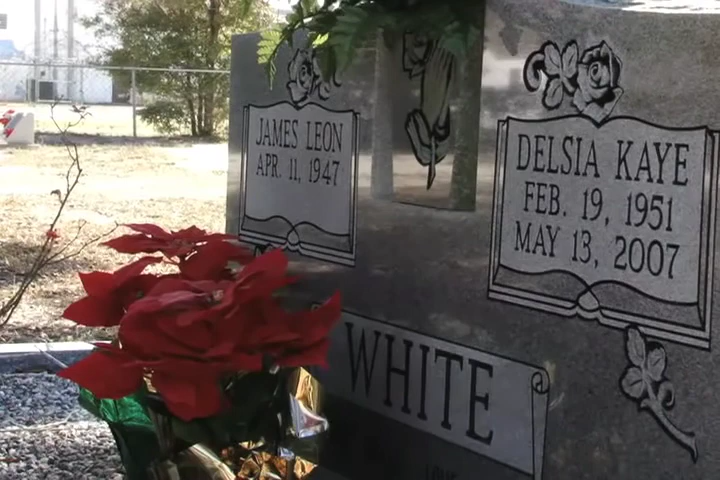 JAMES LEON
APR. 11, 1947
DELSIA KAYE
FEB. 19, 1951
MAY 13, 2007
WHITE